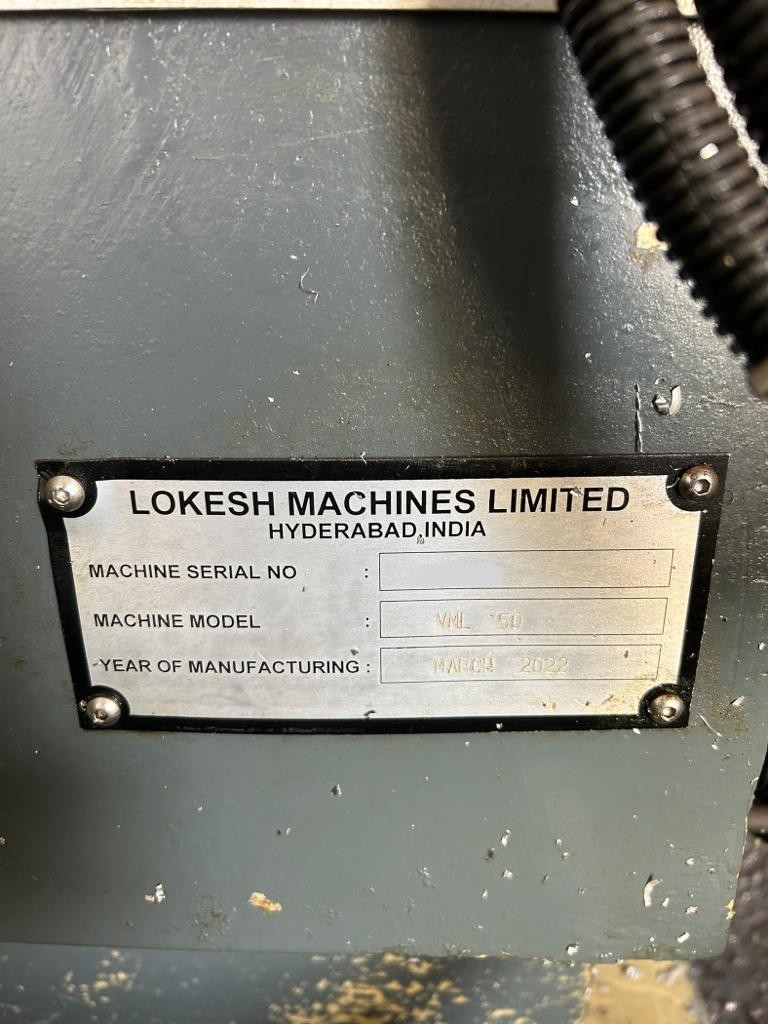 LOKESH MACHINES LIMITED
HYDERABAD, INDIA
MACHINE SERIAL NO :
MACHINE MODEL : VML 50
YEAR OF MANUFACTURING : MARCH 2022